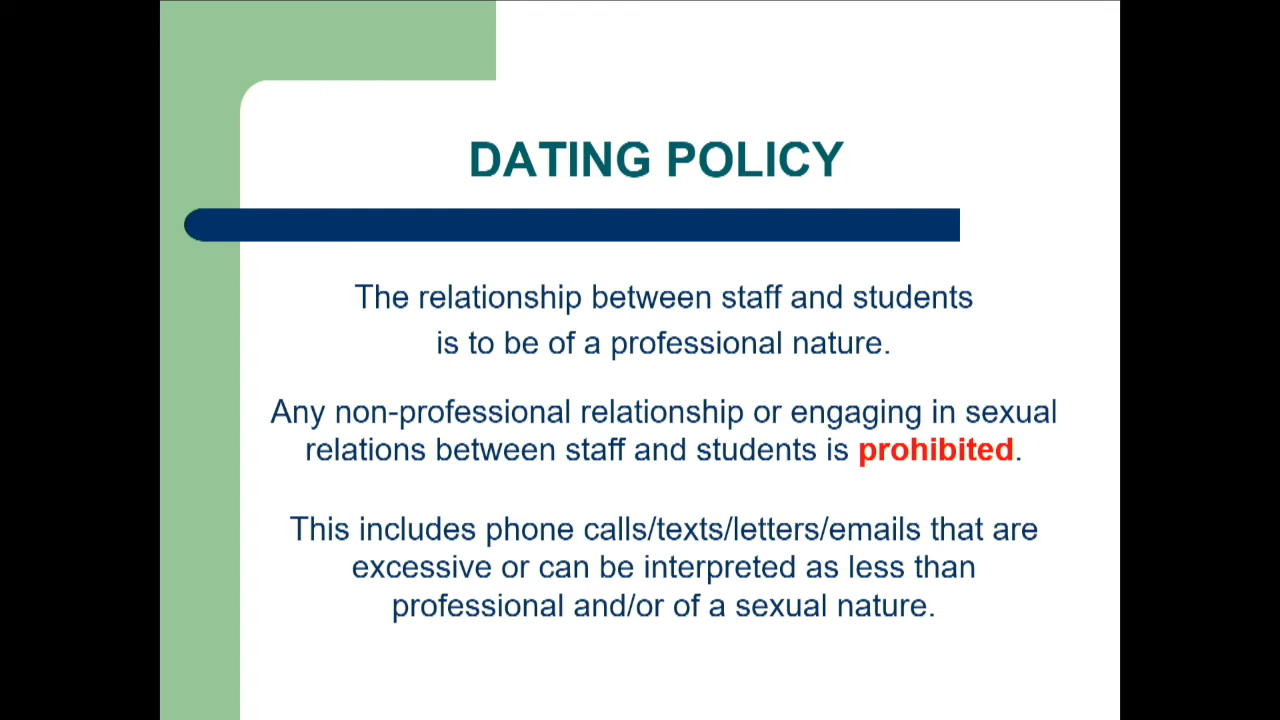 DATING POLICY
The relationship between staff and students
is to be of a professional nature.
Any non-professional relationship or engaging in sexual
relations between staff and students is prohibited.
This includes phone calls/texts/letters/emails that are
excessive or can be interpreted as less than
professional and/or of a sexual nature.